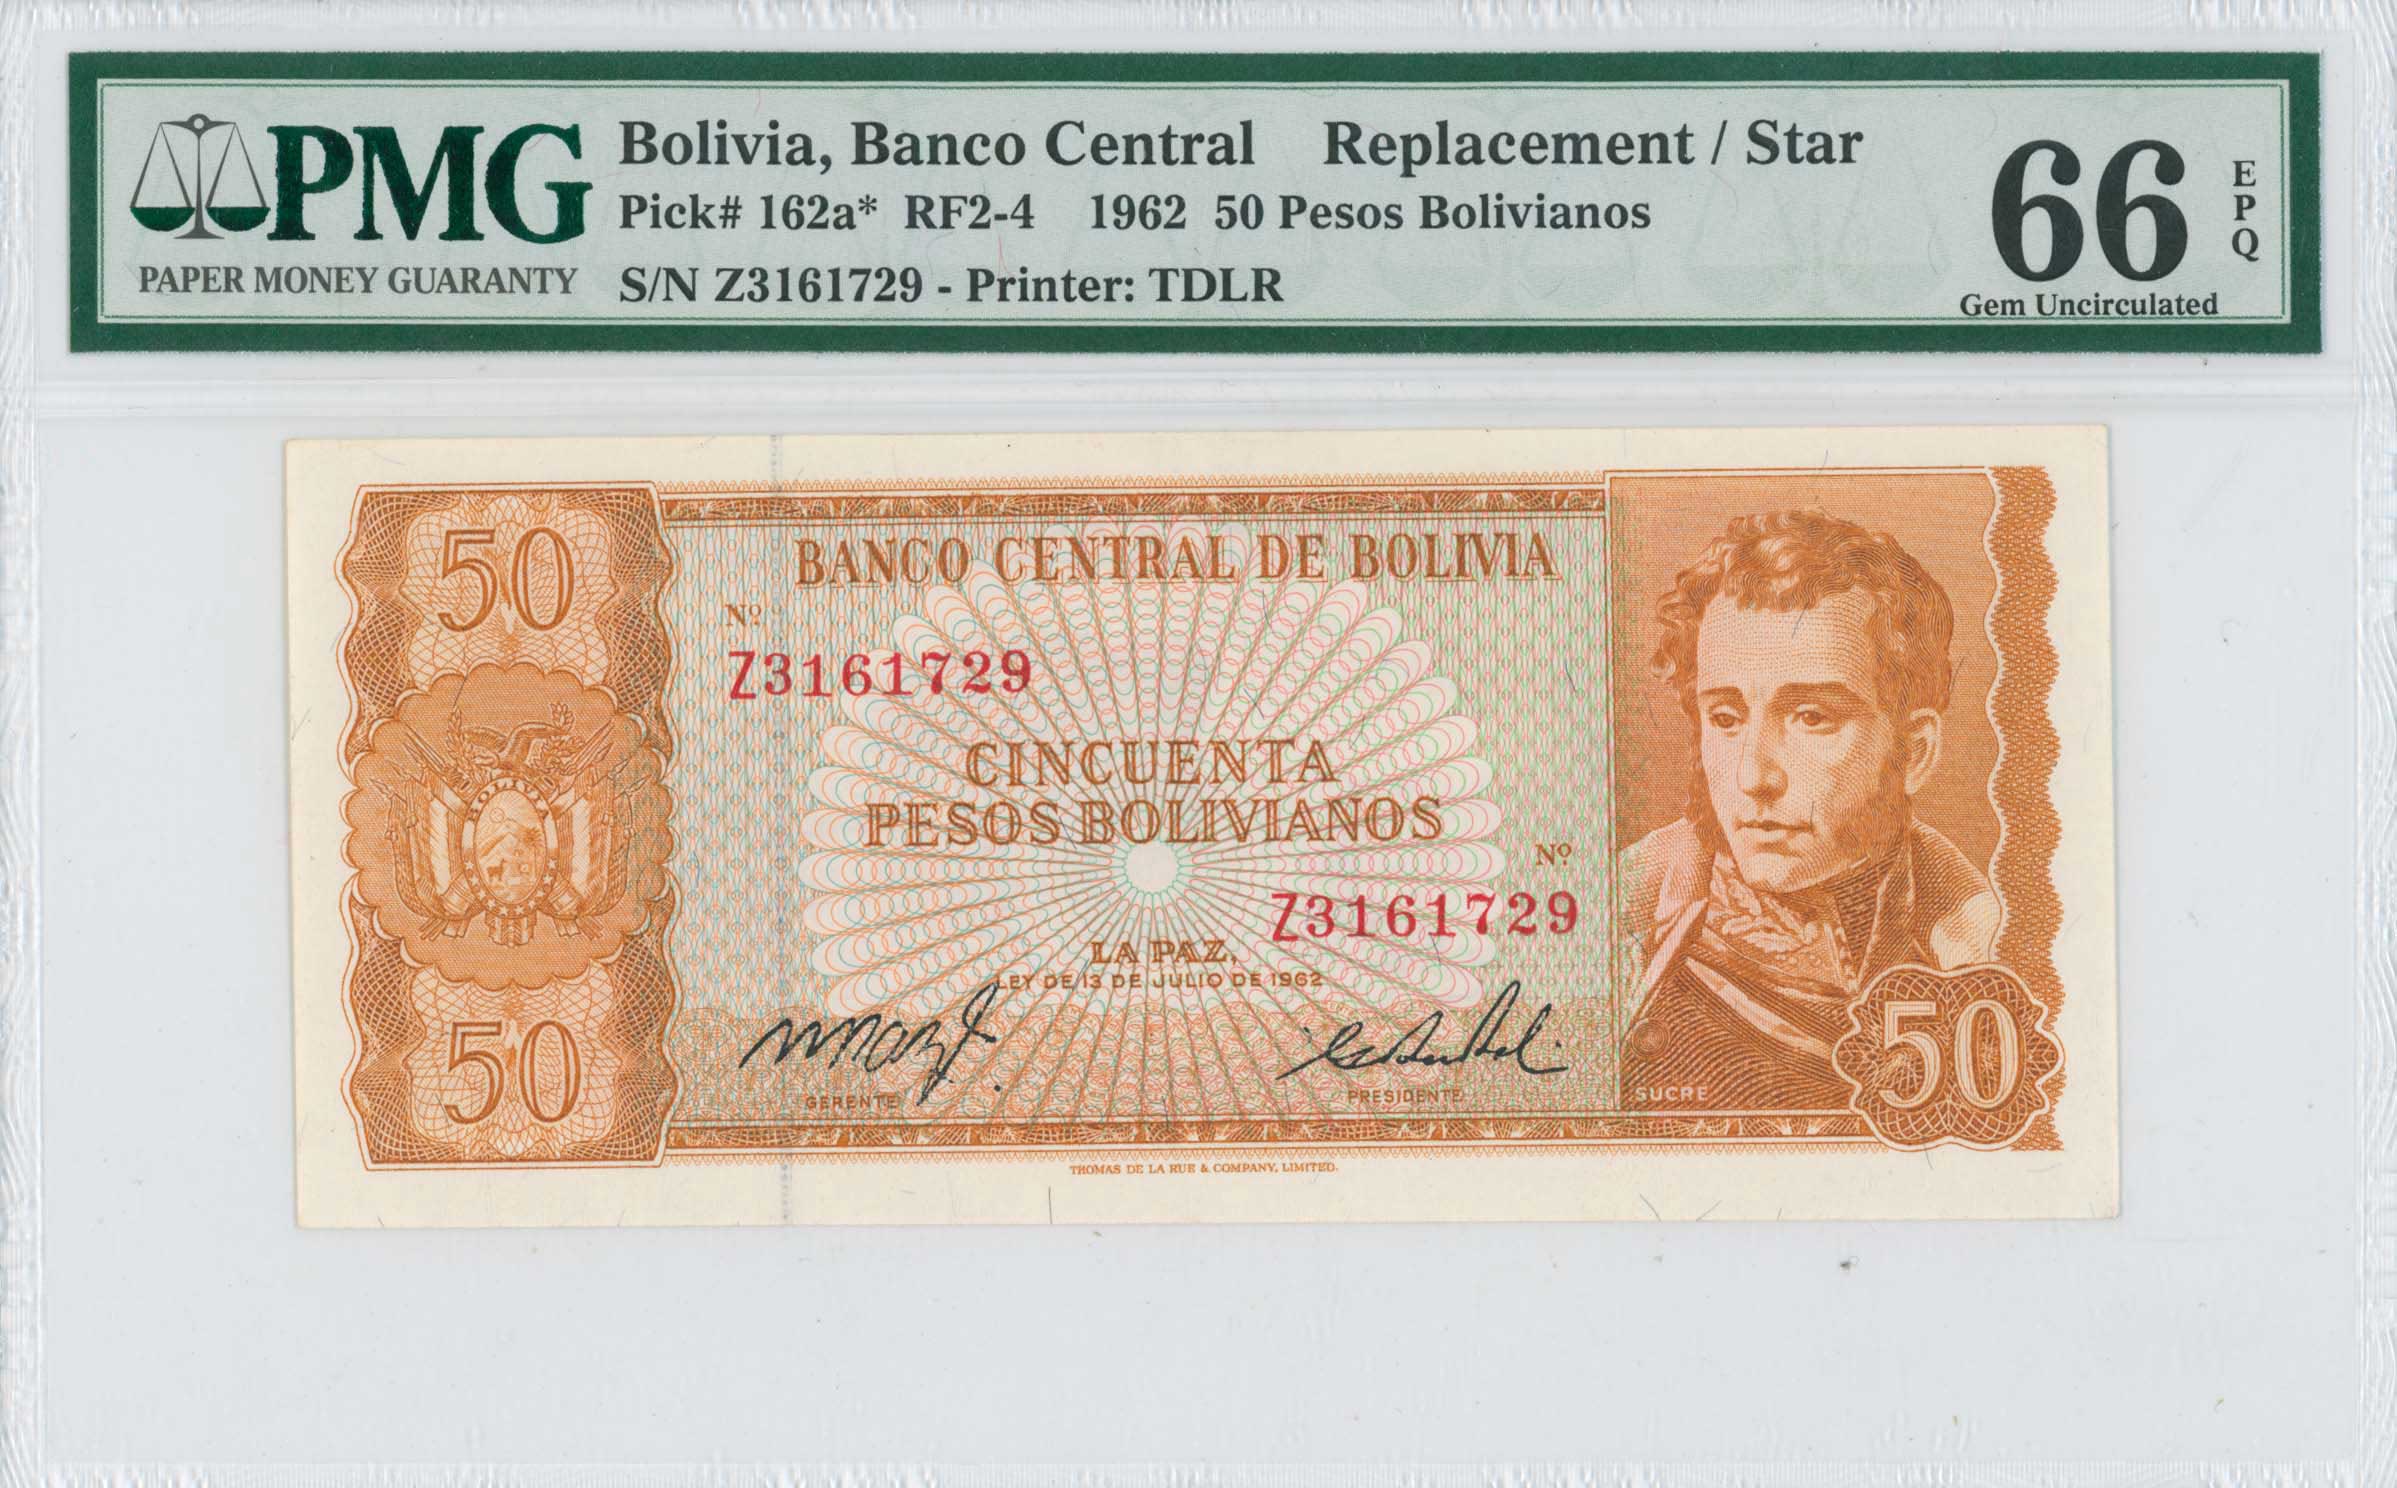 PMG
PAPER MONEY GUARANTY
Bolivia, Banco Central Replacement / Star
Pick# 162a* RF2-4 1962 50 Pesos Bolivianos
S/N Z3161729 - Printer: TDLR
66
EPQ
Gem Uncirculated
50
BANCO CENTRAL DE BOLIVIA
Nº
Z3161729
CINCUENTA
PESOS BOLIVIANOS
BOLIVIA
Nº
Z3161729
LA PAZ,
LEY DE 13 DE JULIO DE 1962
GERENTE
PRESIDENTE
SUCRE
50
50
THOMAS DE LA RUE & COMPANY, LIMITED.